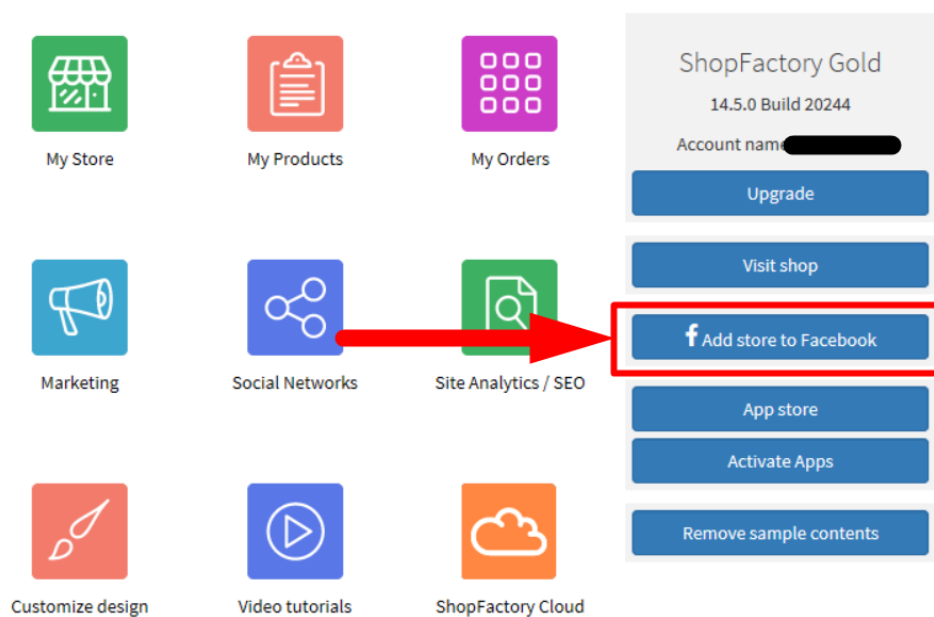 My Store
My Products
My Orders
Marketing
Social Networks
Site Analytics / SEO
Customize design
Video tutorials
ShopFactory Cloud
ShopFactory Gold
14.5.0 Build 20244
Account name
Upgrade
Visit shop
Add store to Facebook
App store
Activate Apps
Remove sample contents